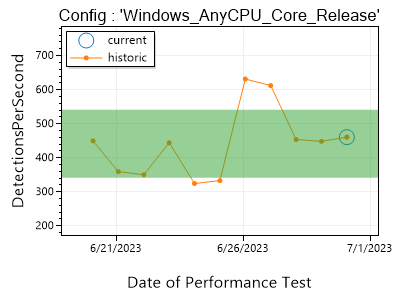 Config : 'Windows_AnyCPU_Core_Release'
current
historic
DetectionsPerSecond
700
600
500
400
300
200
6/21/2023
6/26/2023
7/1/2023
Date of Performance Test